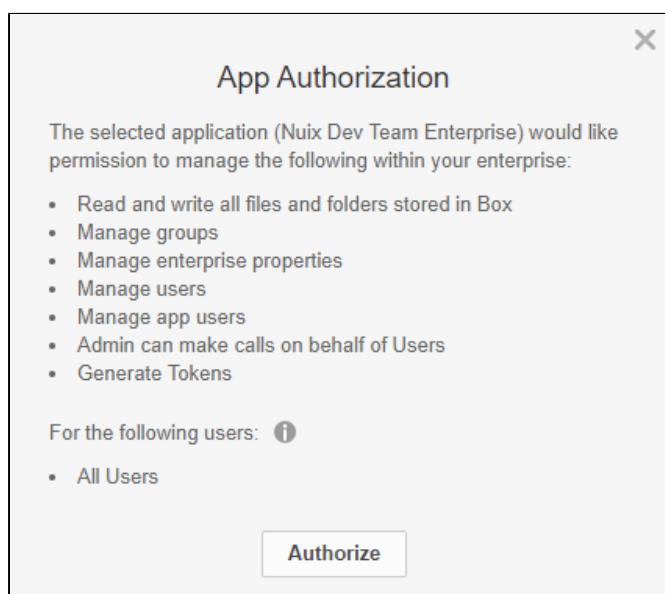 App Authorization
The selected application (Nuix Dev Team Enterprise) would like
permission to manage the following within your enterprise:
• Read and write all files and folders stored in Box
• Manage groups
• Manage enterprise properties
• Manage users
• Manage app users
• Admin can make calls on behalf of Users
• Generate Tokens
For the following users:
• All Users
Authorize